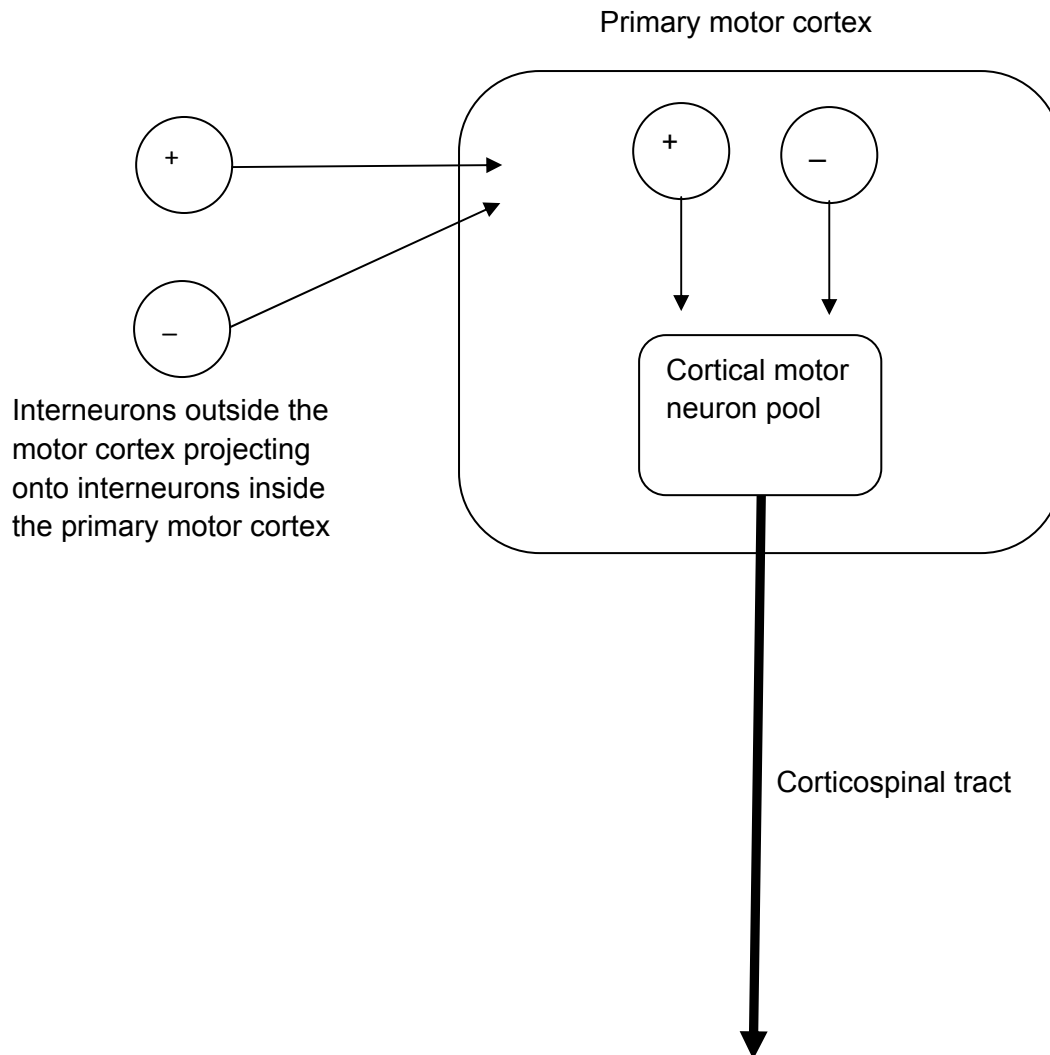 Primary motor cortex
+
+
–
–
Cortical motor
neuron pool
Interneurons outside the
motor cortex projecting
onto interneurons inside
the primary motor cortex
Corticospinal tract